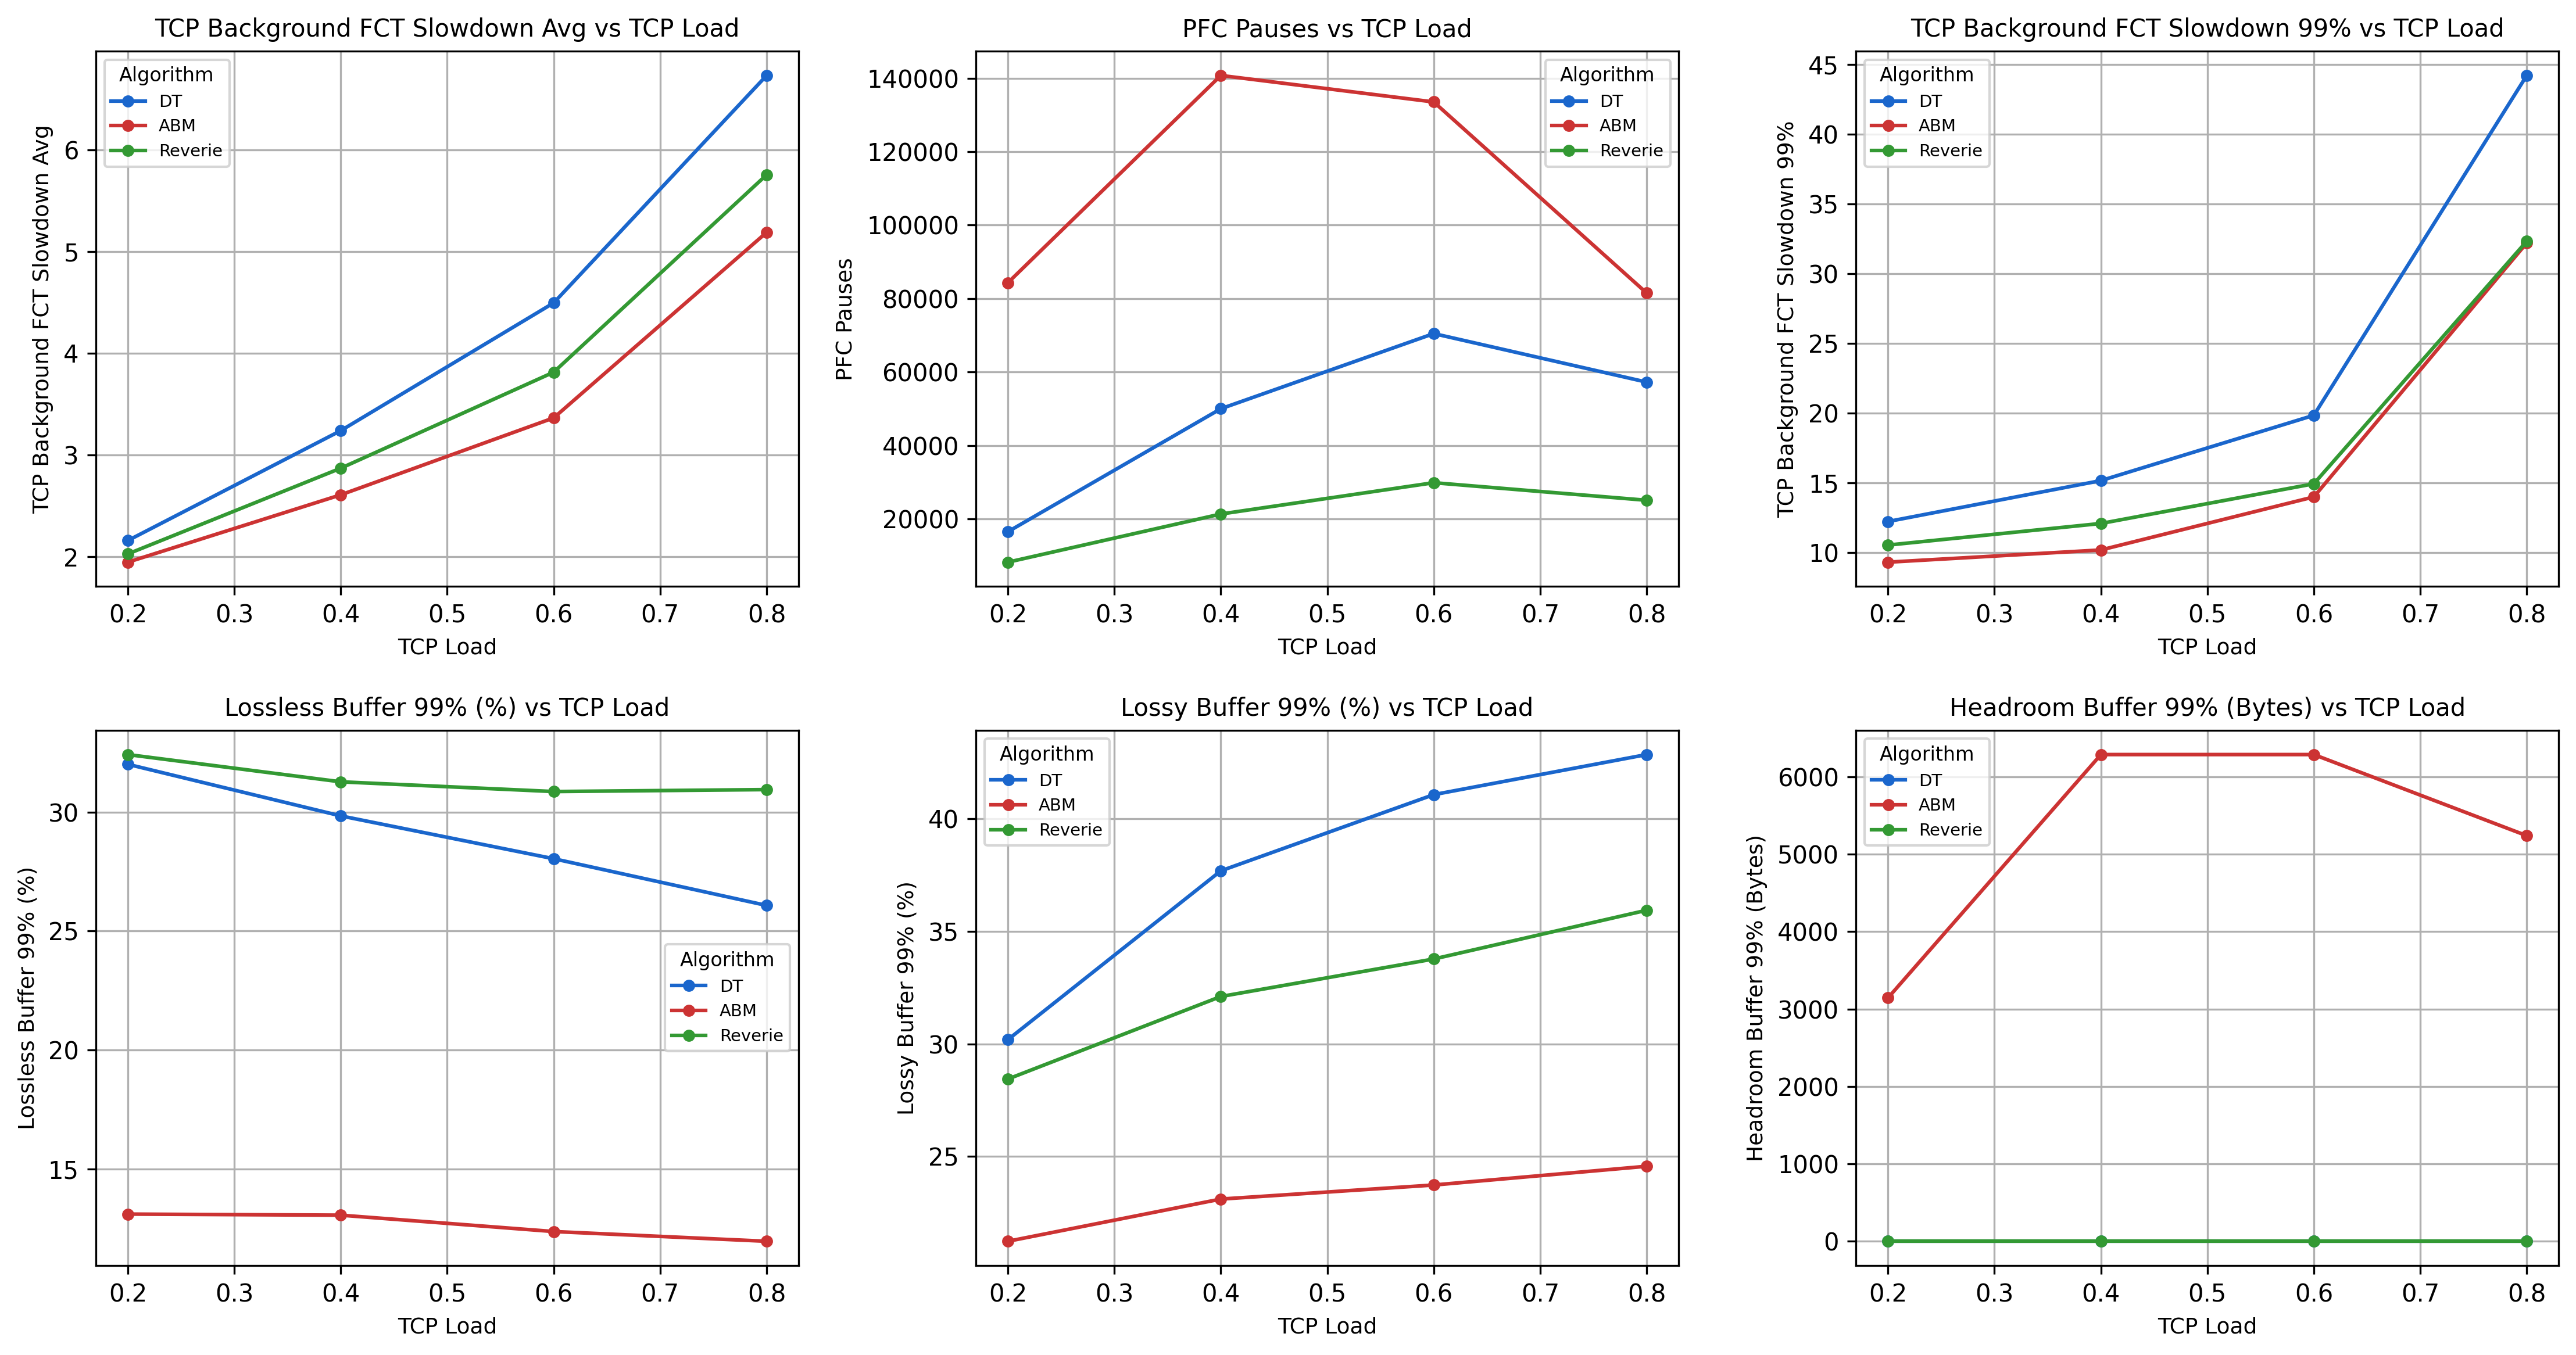 TCP Background FCT Slowdown Avg vs TCP Load
TCP Background FCT Slowdown Avg
6
5
4
3
2
Algorithm
DT
ABM
Reverie
0.2 0.3 0.4 0.5 0.6 0.7 0.8
TCP Load
PFC Pauses vs TCP Load
PFC Pauses
140000
120000
100000
80000
60000
40000
20000
Algorithm
DT
ABM
Reverie
0.2 0.3 0.4 0.5 0.6 0.7 0.8
TCP Load
TCP Background FCT Slowdown 99% vs TCP Load
TCP Background FCT Slowdown 99%
45
40
35
30
25
20
15
10
Algorithm
DT
ABM
Reverie
0.2 0.3 0.4 0.5 0.6 0.7 0.8
TCP Load
Lossless Buffer 99% (%) vs TCP Load
Lossless Buffer 99% (%)
30
25
20
15
Algorithm
DT
ABM
Reverie
0.2 0.3 0.4 0.5 0.6 0.7 0.8
TCP Load
Lossy Buffer 99% (%) vs TCP Load
Lossy Buffer 99% (%)
40
35
30
25
Algorithm
DT
ABM
Reverie
0.2 0.3 0.4 0.5 0.6 0.7 0.8
TCP Load
Headroom Buffer 99% (Bytes) vs TCP Load
Headroom Buffer 99% (Bytes)
6000
5000
4000
3000
2000
1000
0
Algorithm
DT
ABM
Reverie
0.2 0.3 0.4 0.5 0.6 0.7 0.8
TCP Load